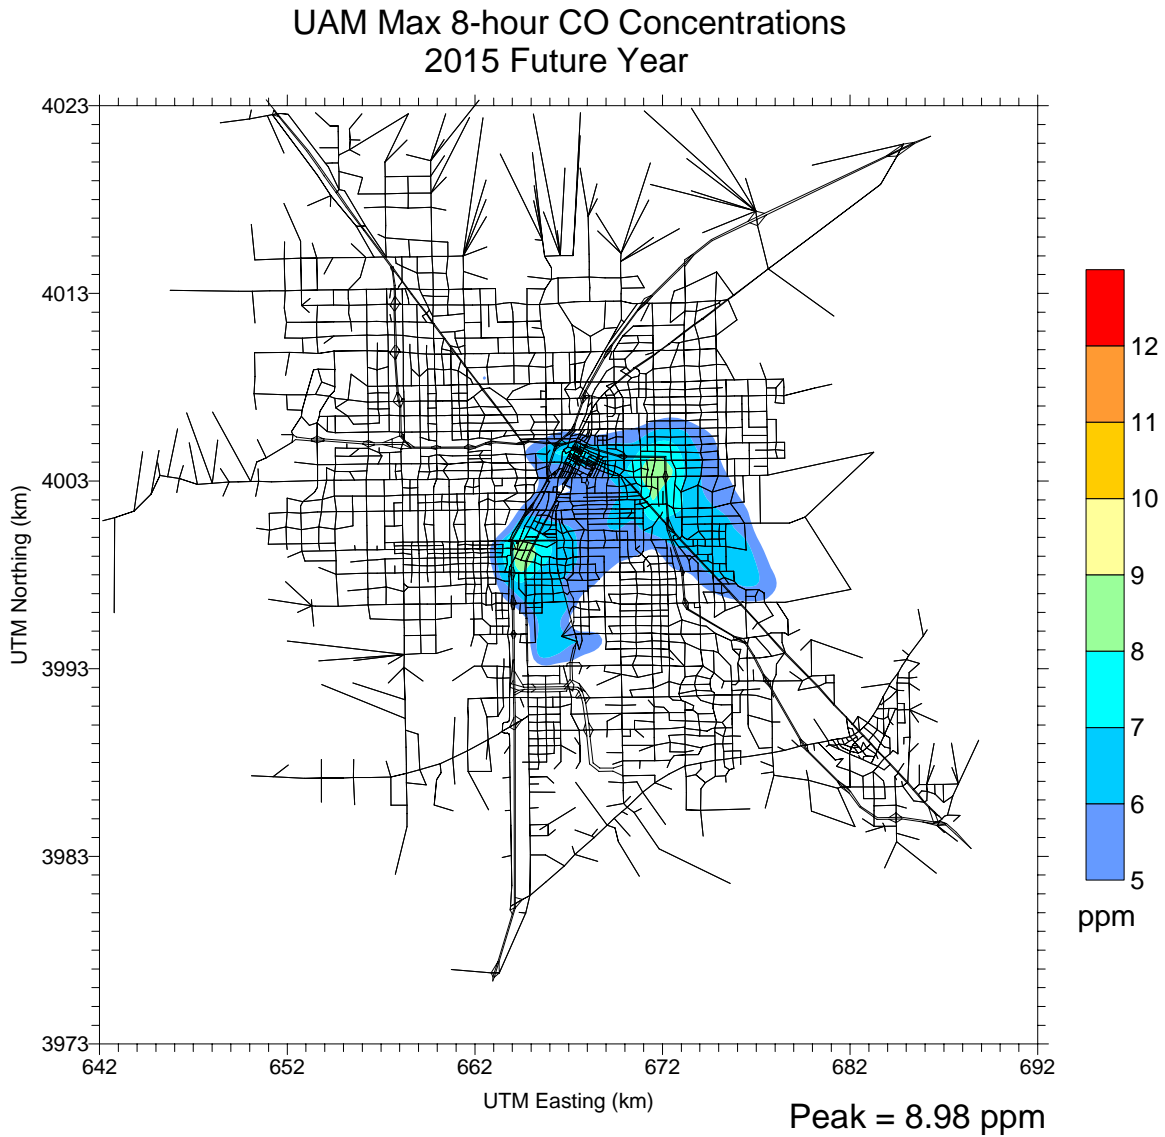 UAM Max 8-hour CO Concentrations
2015 Future Year
4023
4013
4003
3993
3983
3973
UTM Northing (km)
642 652 662 672 682 692
UTM Easting (km)
12
11
10
9
8
7
6
5
ppm
Peak = 8.98 ppm